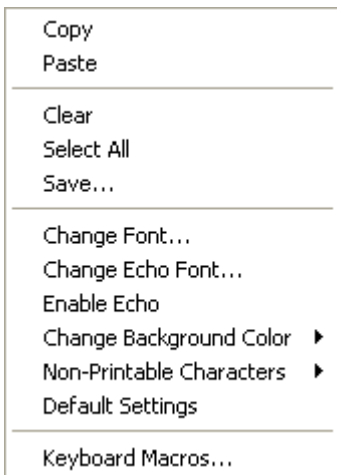 Copy
Paste
Clear
Select All
Save...
Change Font...
Change Echo Font...
Enable Echo
Change Background Color
Non-Printable Characters
Default Settings
Keyboard Macros...